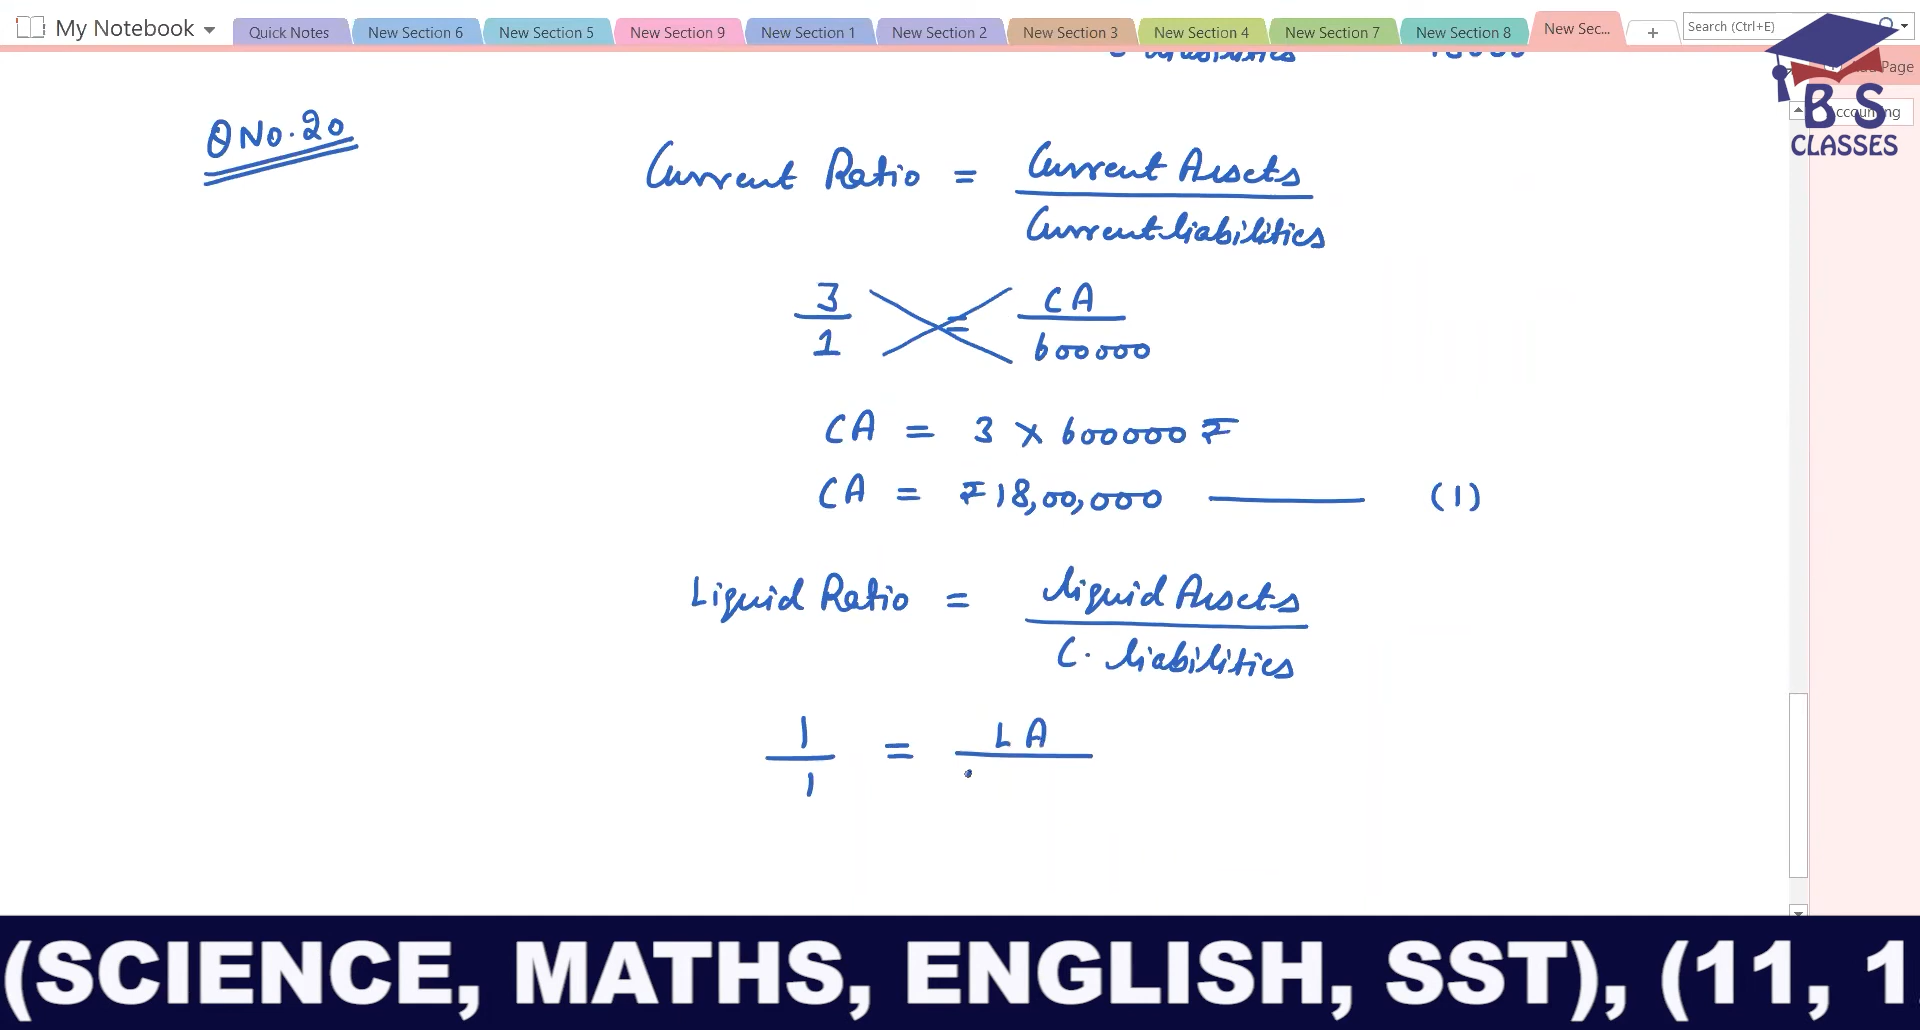 My Notebook
Quick Notes New Section 6 New Section 5 New Section 9 New Section 1 New Section 2 New Section 3 New Section 4 New Section 7 New Section 8 New Sec... +
Search (Ctrl+E)
Page
BS
CLASSES
Q No. 20
Current Ratio = Current Assets
Current liabilities
3 = CA
1 600000
CA = 3 × 600000 ₹
CA = ₹18,00,000 (1)
Liquid Ratio = liquid Assets
C. liabilities
1 = LA
1
(SCIENCE, MATHS, ENGLISH, SST), (11, 1